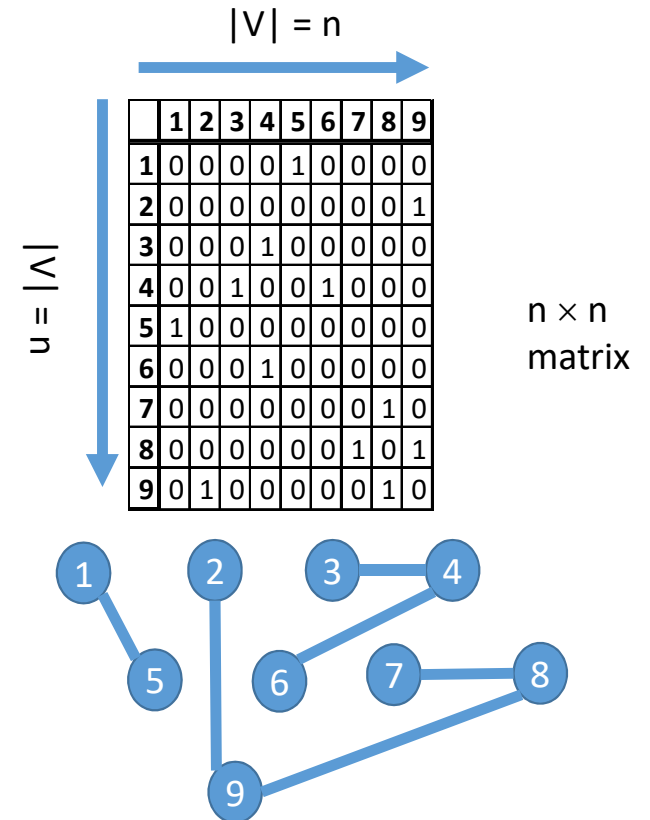 |V| = n
|V| = n
1 2 3 4 5 6 7 8 9
1 0 0 0 0 1 0 0 0 0
2 0 0 0 0 0 0 0 0 1
3 0 0 0 1 0 0 0 0 0
4 0 0 1 0 0 1 0 0 0
5 1 0 0 0 0 0 0 0 0
6 0 0 0 1 0 0 0 0 0
7 0 0 0 0 0 0 0 1 0
8 0 0 0 0 0 0 1 0 1
9 0 1 0 0 0 0 0 1 0
n × n
matrix
1 2 3 4
5 6 7 8
9